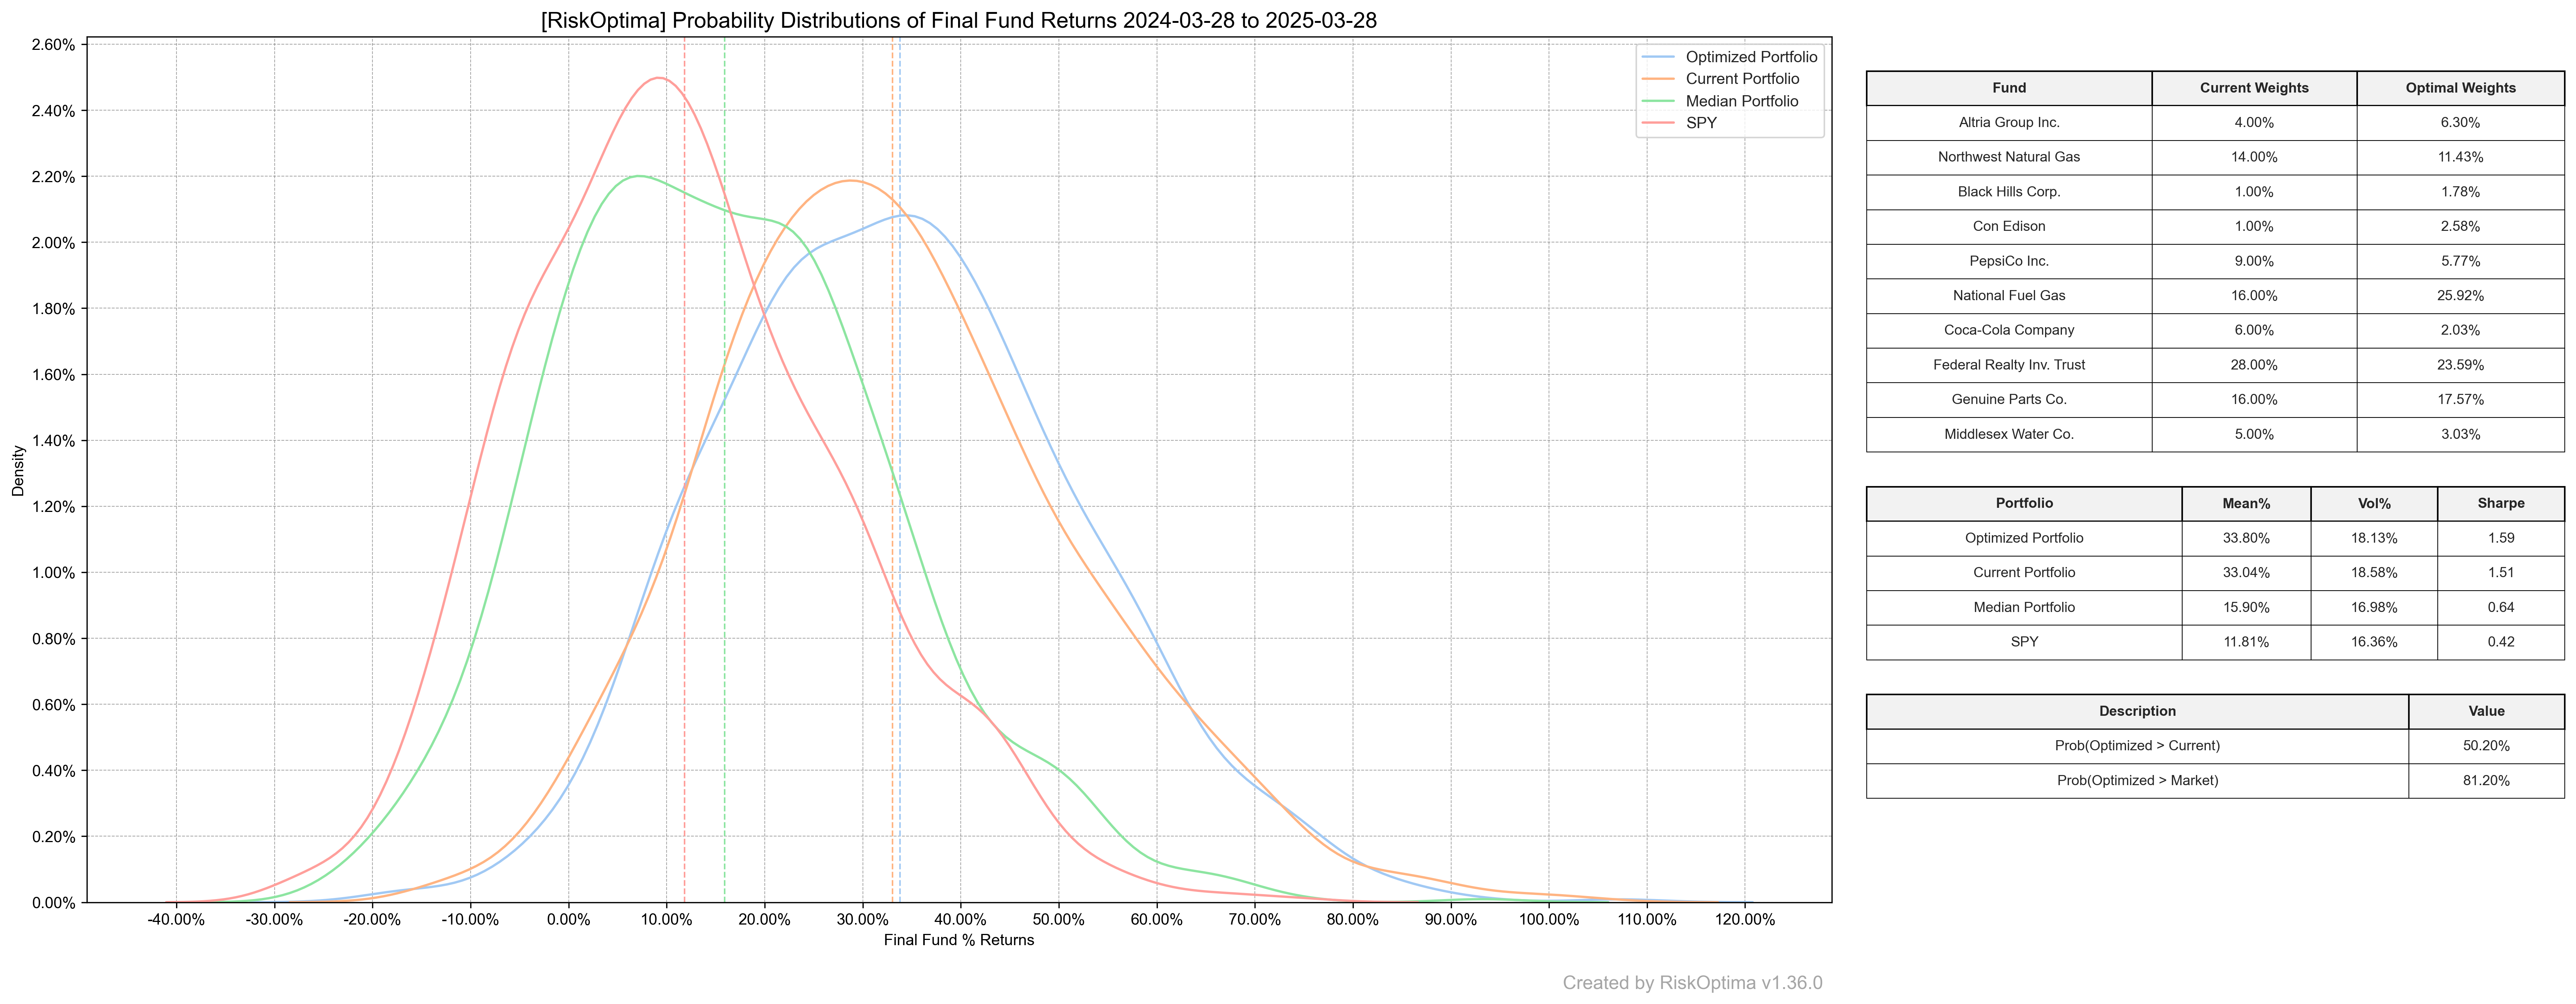 [RiskOptima] Probability Distributions of Final Fund Returns 2024-03-28 to 2025-03-28
2.60%
2.40%
2.20%
2.00%
1.80%
1.60%
1.40%
1.20%
1.00%
0.80%
0.60%
0.40%
0.20%
0.00%
Density
-40.00% -30.00% -20.00% -10.00% 0.00% 10.00% 20.00% 30.00% 40.00% 50.00% 60.00% 70.00% 80.00% 90.00% 100.00% 110.00% 120.00%
Final Fund % Returns
Optimized Portfolio
Current Portfolio
Median Portfolio
SPY
Fund Current Weights Optimal Weights
Altria Group Inc. 4.00% 6.30%
Northwest Natural Gas 14.00% 11.43%
Black Hills Corp. 1.00% 1.78%
Con Edison 1.00% 2.58%
PepsiCo Inc. 9.00% 5.77%
National Fuel Gas 16.00% 25.92%
Coca-Cola Company 6.00% 2.03%
Federal Realty Inv. Trust 28.00% 23.59%
Genuine Parts Co. 16.00% 17.57%
Middlesex Water Co. 5.00% 3.03%
Portfolio Mean% Vol% Sharpe
Optimized Portfolio 33.80% 18.13% 1.59
Current Portfolio 33.04% 18.58% 1.51
Median Portfolio 15.90% 16.98% 0.64
SPY 11.81% 16.36% 0.42
Description Value
Prob(Optimized > Current) 50.20%
Prob(Optimized > Market) 81.20%
Created by RiskOptima v1.36.0